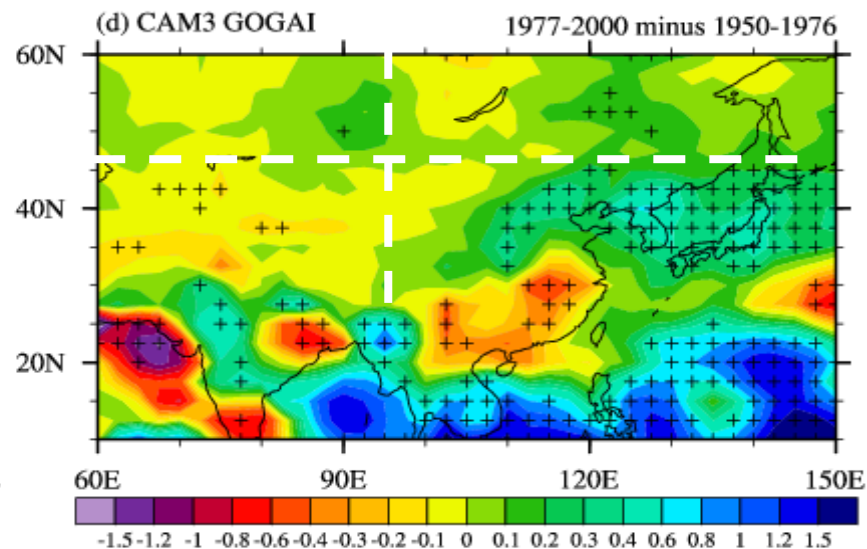 (d) CAM3 GOGAI 1977-2000 minus 1950-1976
60N
40N
20N
60E 90E 120E 150E
-1.5 -1.2 -1 -0.8 -0.6 -0.4 -0.3 -0.2 -0.1 0 0.1 0.2 0.3 0.4 0.6 0.8 1 1.2 1.5